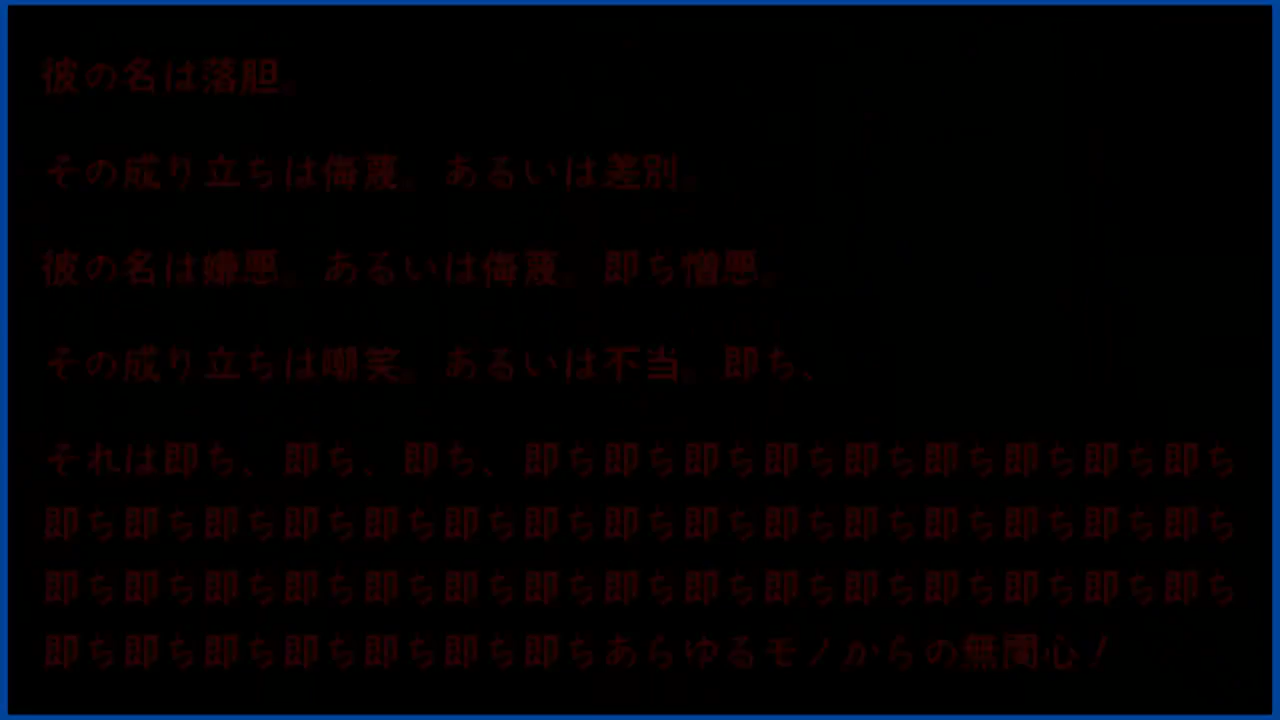 彼の名は落胆。
その成り立ちは侮蔑。あるいは差別。
彼の名は嫌悪。あるいは侮蔑。即ち憎悪。
その成り立ちは嘲笑。あるいは不当。即ち、
それは即ち、即ち、即ち、即ち即ち即ち即ち即ち即ち即ち即ち即ち
即ち即ち即ち即ち即ち即ち即ち即ち即ち即ち即ち即ち即ち即ち即ち
即ち即ち即ち即ち即ち即ち即ち即ち即ち即ち即ち即ち即ち即ち即ち
即ち即ち即ち即ち即ち即ち即ちあらゆるモノからの無関心！